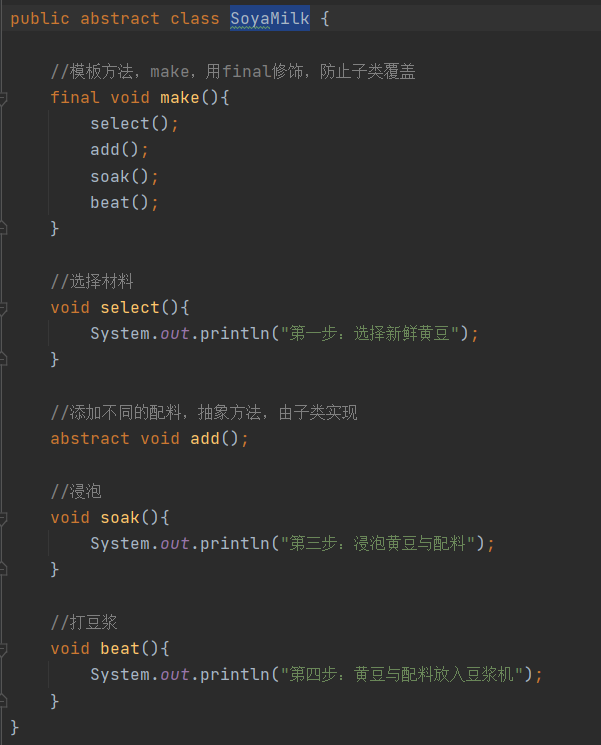 public abstract class SoyaMilk {
//模板方法，make，用final修饰，防止子类覆盖
final void make(){
select();
add();
soak();
beat();
}
//选择材料
void select(){
System.out.println("第一步：选择新鲜黄豆");
}
//添加不同的配料，抽象方法，由子类实现
abstract void add();
//浸泡
void soak(){
System.out.println("第三步：浸泡黄豆与配料");
}
//打豆浆
void beat(){
System.out.println("第四步：黄豆与配料放入豆浆机");
}
}